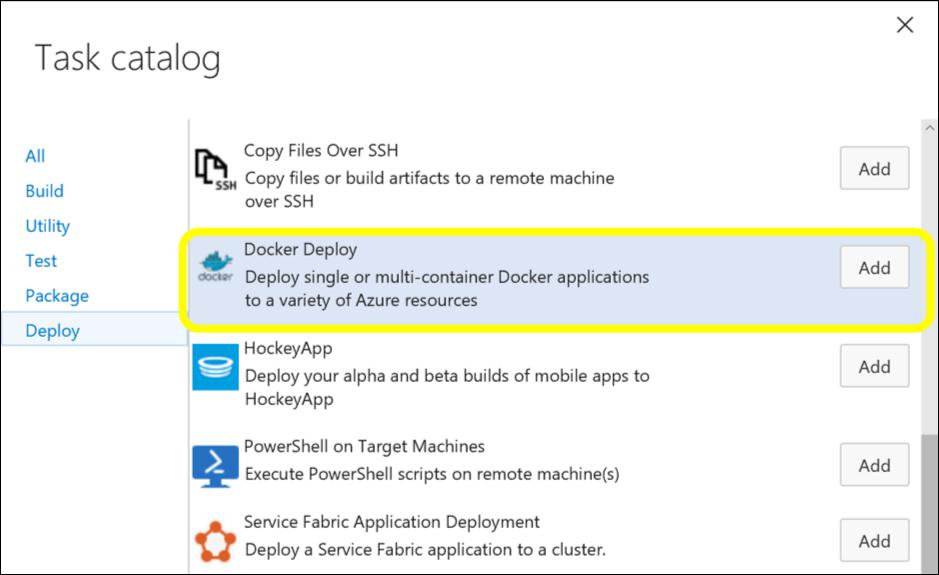 Task catalog
All
Build
Utility
Test
Package
Deploy
Copy Files Over SSH
Copy files or build artifacts to a remote machine
over SSH
SSH
Add
Docker Deploy
Deploy single or multi-container Docker applications
to a variety of Azure resources
docker
Add
HockeyApp
Deploy your alpha and beta builds of mobile apps to
HockeyApp
Add
PowerShell on Target Machines
Execute PowerShell scripts on remote machine(s)
Add
Service Fabric Application Deployment
Deploy a Service Fabric application to a cluster.
Add